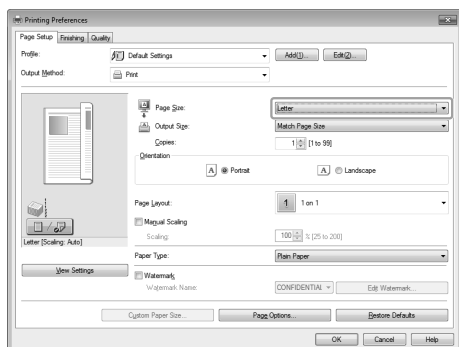 Printing Preferences
Page Setup Finishing Quality
Profile: Default Settings Add(1)... Edit(2)...
Output Method: Print
Page Size: Letter
Output Size: Match Page Size
Copies: 1 [1 to 99]
Orientation
A Portrait A Landscape
Page Layout: 1 1 on 1
Manual Scaling
Scaling: 100 % [25 to 200]
Letter [Scaling: Auto]
Paper Type: Plain Paper
View Settings
Watermark
Watermark Name: CONFIDENTIAL Edit Watermark...
Custom Paper Size... Page Options... Restore Defaults
OK Cancel Help